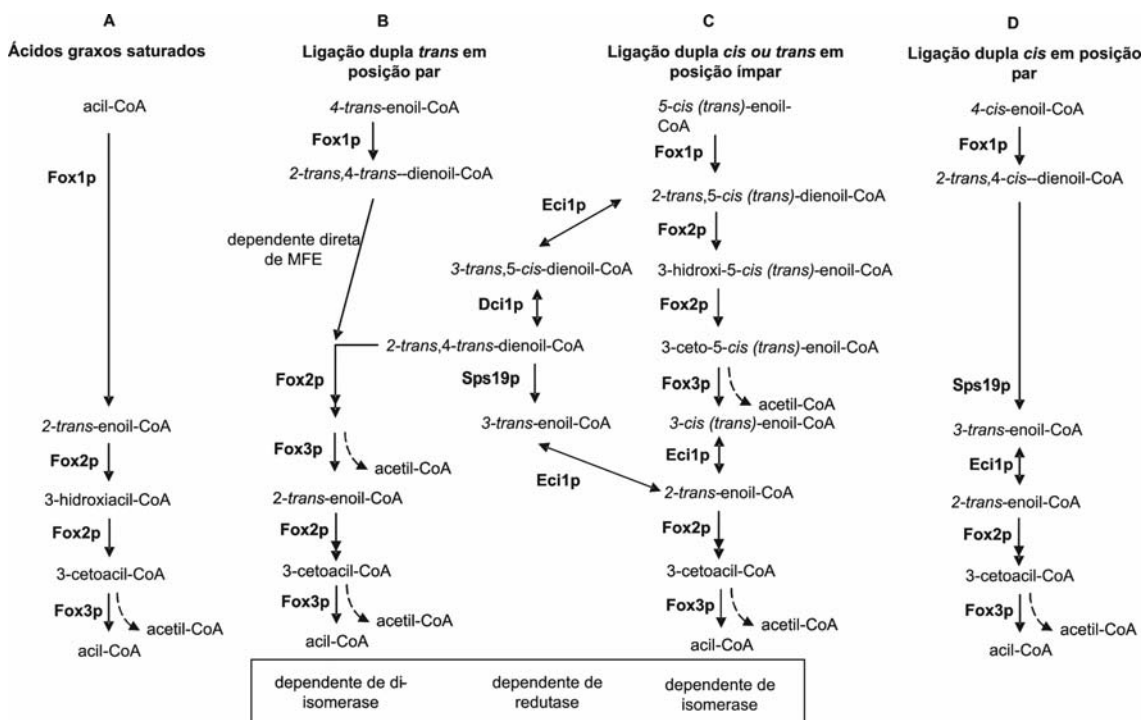 A
Ácidos graxos saturados
acil-CoA
Fox1p
2-trans-enoil-CoA
Fox2p
3-hidroxiacil-CoA
Fox2p
3-cetoacil-CoA
Fox3p
acetil-CoA
acil-CoA
B
Ligação dupla trans em
posição par
4-trans-enoil-CoA
Fox1p
2-trans,4-trans--dienoil-CoA
dependente direta
de MFE
Fox2p
Fox3p
acetil-CoA
2-trans-enoil-CoA
Fox2p
3-cetoacil-CoA
Fox3p
acetil-CoA
acil-CoA
Eci1p
3-trans,5-cis-dienoil-CoA
Dci1p
2-trans,4-trans-dienoil-CoA
Sps19p
3-trans-enoil-CoA
Eci1p
C
Ligação dupla cis ou trans em
posição ímpar
5-cis (trans)-enoil-
CoA
Fox1p
2-trans,5-cis (trans)-dienoil-CoA
Fox2p
3-hidroxi-5-cis (trans)-enoil-CoA
Fox2p
3-ceto-5-cis (trans)-enoil-CoA
Fox3p
acetil-CoA
3-cis (trans)-enoil-CoA
Eci1p
2-trans-enoil-CoA
Fox2p
3-cetoacil-CoA
Fox3p
acetil-CoA
acil-CoA
D
Ligação dupla cis em posição
par
4-cis-enoil-CoA
Fox1p
2-trans,4-cis--dienoil-CoA
Sps19p
3-trans-enoil-CoA
Eci1p
2-trans-enoil-CoA
Fox2p
3-cetoacil-CoA
Fox3p
acetil-CoA
acil-CoA
dependente de di-
isomerase
dependente de
redutase
dependente de
isomerase